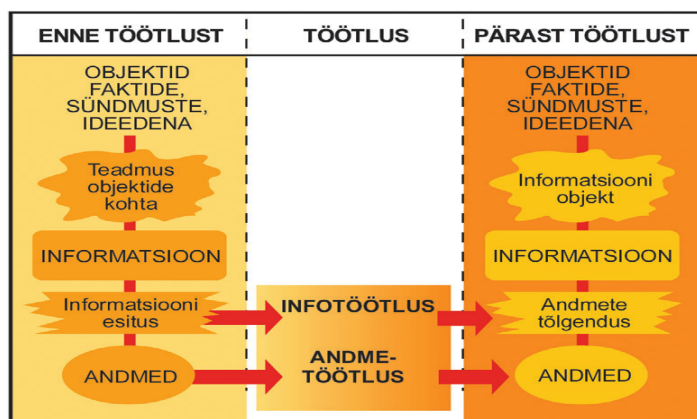 ENNE TÖÖTLUST
TÖÖTLUS
PÄRAST TÖÖTLUST
OBJEKTID
FAKTIDE,
SÜNDMUSTE,
IDEEDENA
Teadmus
objektide
kohta
INFORMATSIOON
Informatsiooni
esitus
ANDMED
INFOTÖÖTLUS
ANDME-
TÖÖTLUS
OBJEKTID
FAKTIDE,
SÜNDMUSTE,
IDEEDENA
Informatsiooni
objekt
INFORMATSIOON
Andmete
tõlgendus
ANDMED